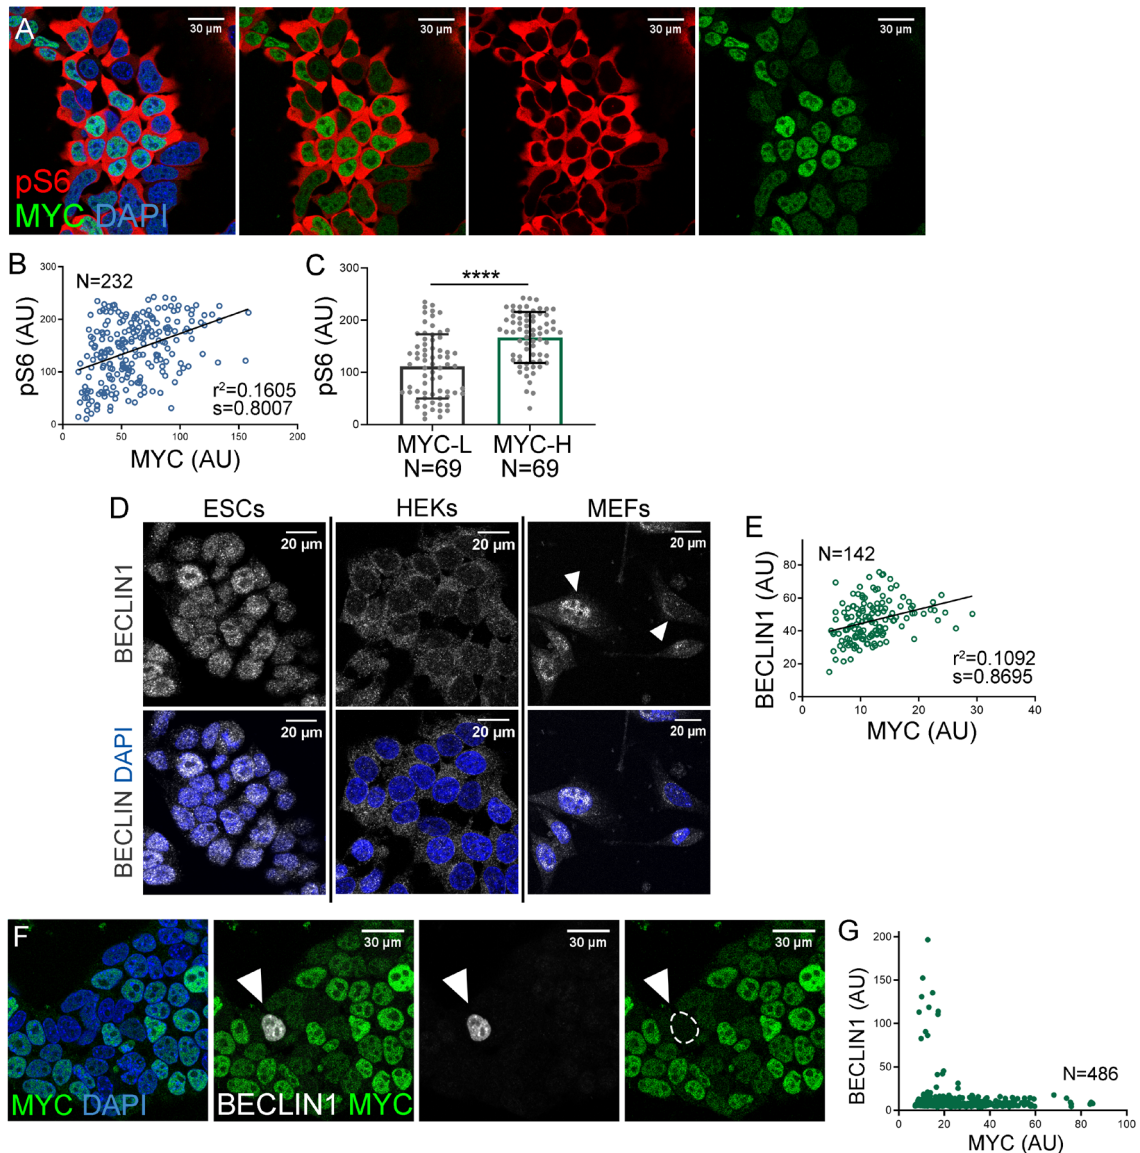 A
30 µm
30 µm
30 µm
30 µm
pS6
MYC DAPI
B
300
200
100
0
pS6 (AU)
N=232
r²=0.1605
s=0.8007
0
50
100
150
200
MYC (AU)
C
300
200
100
0
pS6 (AU)
****
MYC-L
N=69
MYC-H
N=69
D
ESCs
HEKs
MEFs
BECLIN1
20 µm
20 µm
20 µm
BECLIN DAPI
20 µm
20 µm
20 µm
E
80
60
40
20
0
BECLIN1 (AU)
N=142
r²=0.1092
s=0.8695
0
10
20
30
40
MYC (AU)
F
MYC DAPI
30 µm
BECLIN1 MYC
30 µm
30 µm
G
200
150
100
50
0
BECLIN1 (AU)
N=486
0
20
40
60
80
100
MYC (AU)